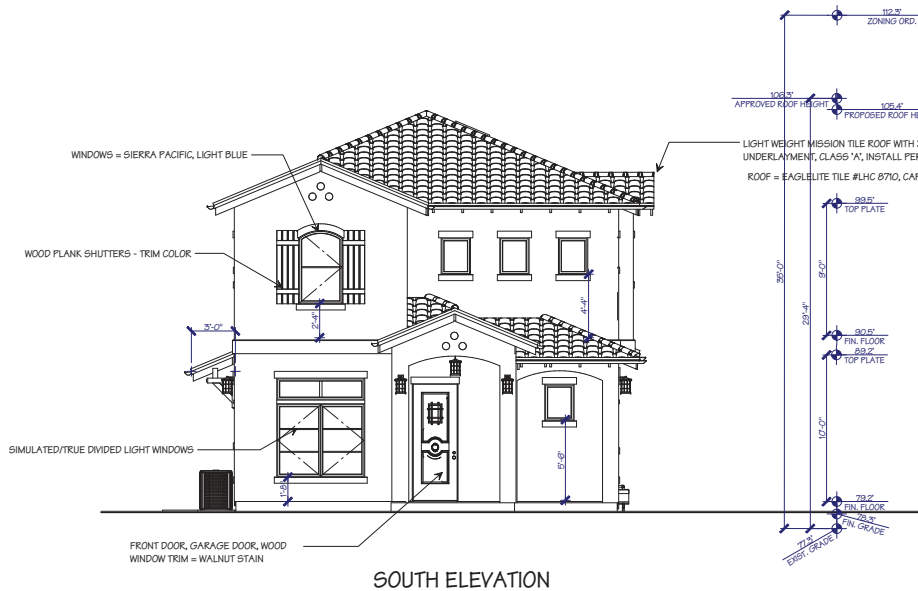 112.3'
ZONING ORD.
106.3'
APPROVED ROOF HEIGHT
105.4'
PROPOSED ROOF HE
LIGHT WEIGHT MISSION TILE ROOF WITH
UNDERLAYMENT, CLASS 'A', INSTALL PER
ROOF = EAGLELITE TILE #LHC 8710, CAP
WINDOWS = SIERRA PACIFIC, LIGHT BLUE
99.5'
TOP PLATE
WOOD PLANK SHUTTERS - TRIM COLOR
35'-0"
9'-0"
29'-4"
2'-4"
4'-4"
3'-0"
90.5'
FIN. FLOOR
89.2'
TOP PLATE
10'-0"
SIMULATED/TRUE DIVIDED LIGHT WINDOWS
5'-6"
1'-8"
79.2'
FIN. FLOOR
78.3'
FIN. GRADE
77.3'
EXIST. GRADE
FRONT DOOR, GARAGE DOOR, WOOD
WINDOW TRIM = WALNUT STAIN
SOUTH ELEVATION